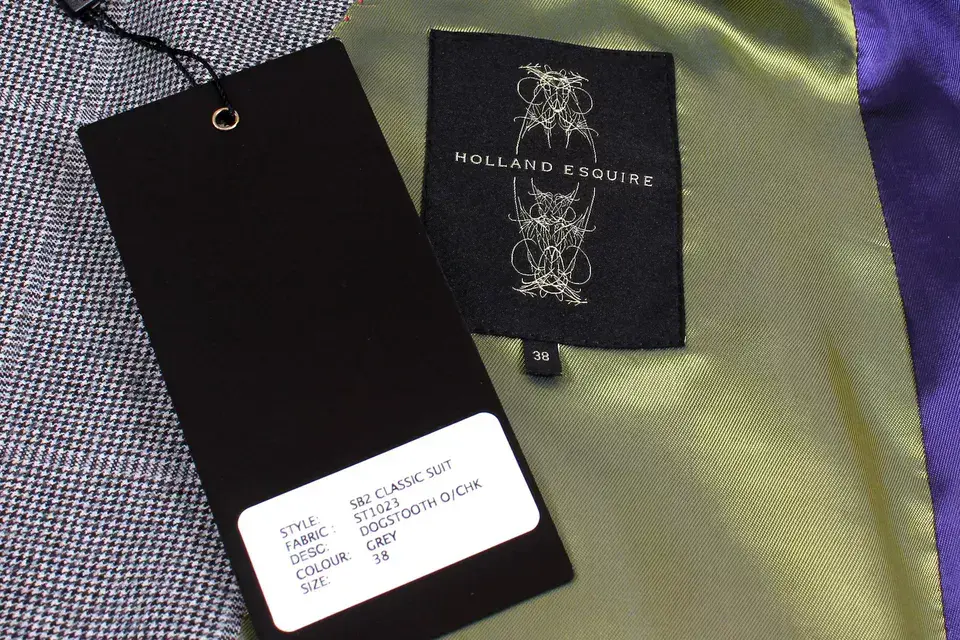 HOLLAND ESQUIRE
38
STYLE: SB2 CLASSIC SUIT
FABRIC : ST1023
DESC: DOGSTOOTH O/CHK
COLOUR: GREY
SIZE: 38